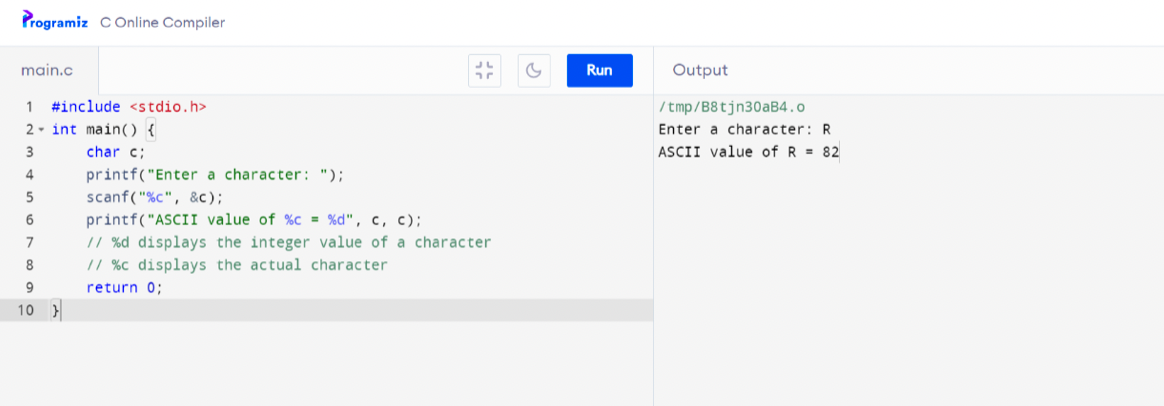 Programiz C Online Compiler
main.c Run Output
1 #include <stdio.h>
2 int main() {
3 char c;
4 printf("Enter a character: ");
5 scanf("%c", &c);
6 printf("ASCII value of %c = %d", c, c);
7 // %d displays the integer value of a character
8 // %c displays the actual character
9 return 0;
10 }
/tmp/B8tjn30aB4.o
Enter a character: R
ASCII value of R = 82